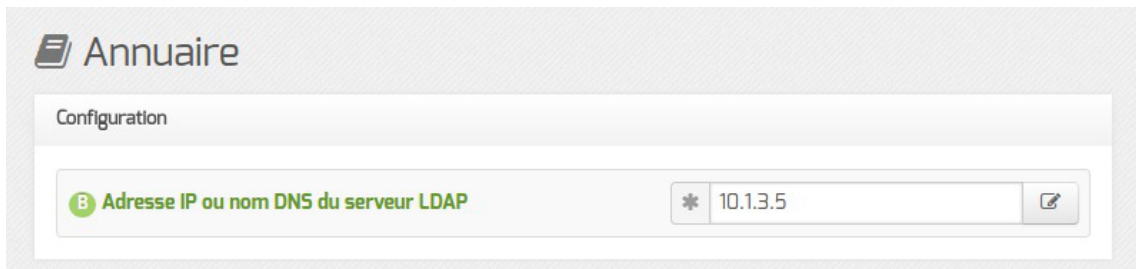 Annuaire
Configuration
B Adresse IP ou nom DNS du serveur LDAP
* 10.1.3.5